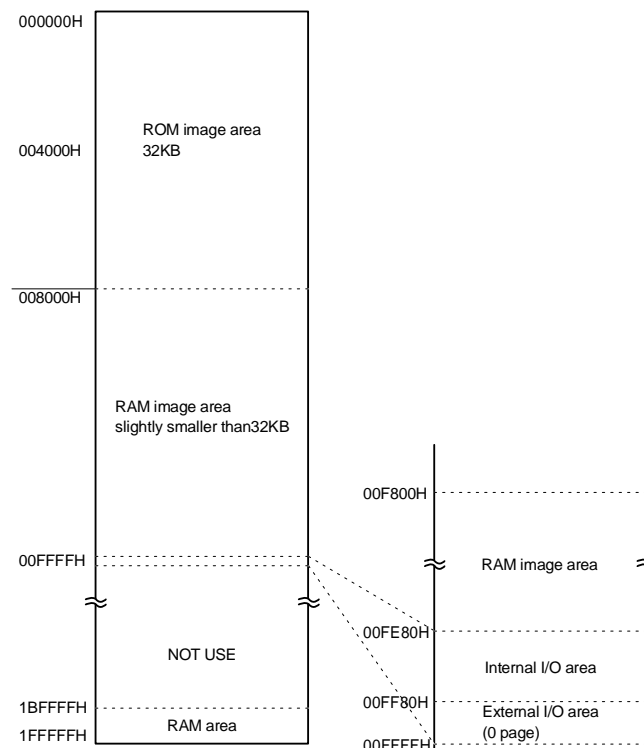 000000H
ROM image area
32KB
004000H
008000H
RAM image area
slightly smaller than32KB
00FFFFH
NOT USE
1BFFFFH
RAM area
1FFFFFH
00F800H
RAM image area
00FE80H
Internal I/O area
00FF80H
External I/O area
(0 page)
00FFFFH